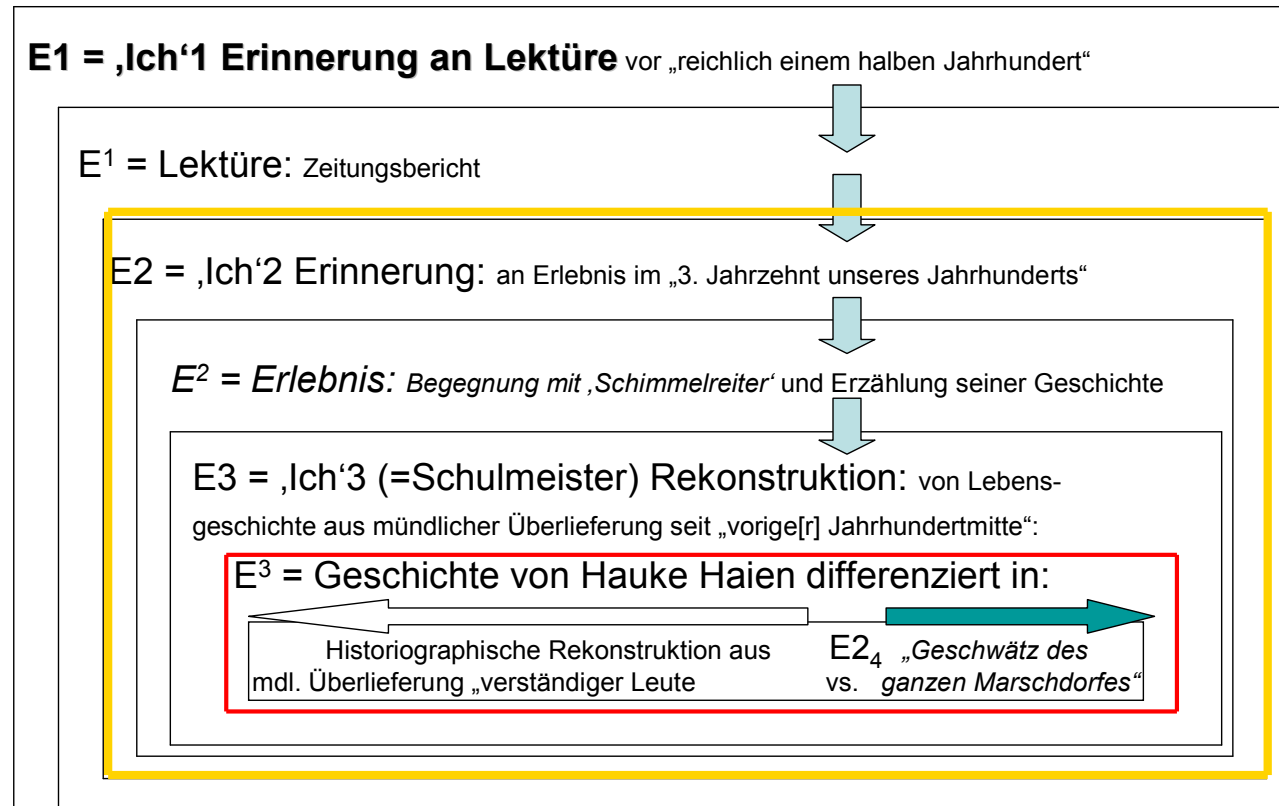 E1 = ‚Ich‘1 Erinnerung an Lektüre vor „reichlich einem halben Jahrhundert“
E¹ = Lektüre: Zeitungsbericht
E2 = ‚Ich‘2 Erinnerung: an Erlebnis im „3. Jahrzehnt unseres Jahrhunderts“
E² = Erlebnis: Begegnung mit ‚Schimmelreiter‘ und Erzählung seiner Geschichte
E3 = ‚Ich‘3 (=Schulmeister) Rekonstruktion: von Lebens-
geschichte aus mündlicher Überlieferung seit „vorige[r] Jahrhundertmitte“:
E³ = Geschichte von Hauke Haien differenziert in:
Historiographische Rekonstruktion aus E2₄ „Geschwätz des
mdl. Überlieferung „verständiger Leute vs. ganzen Marschdorfes“